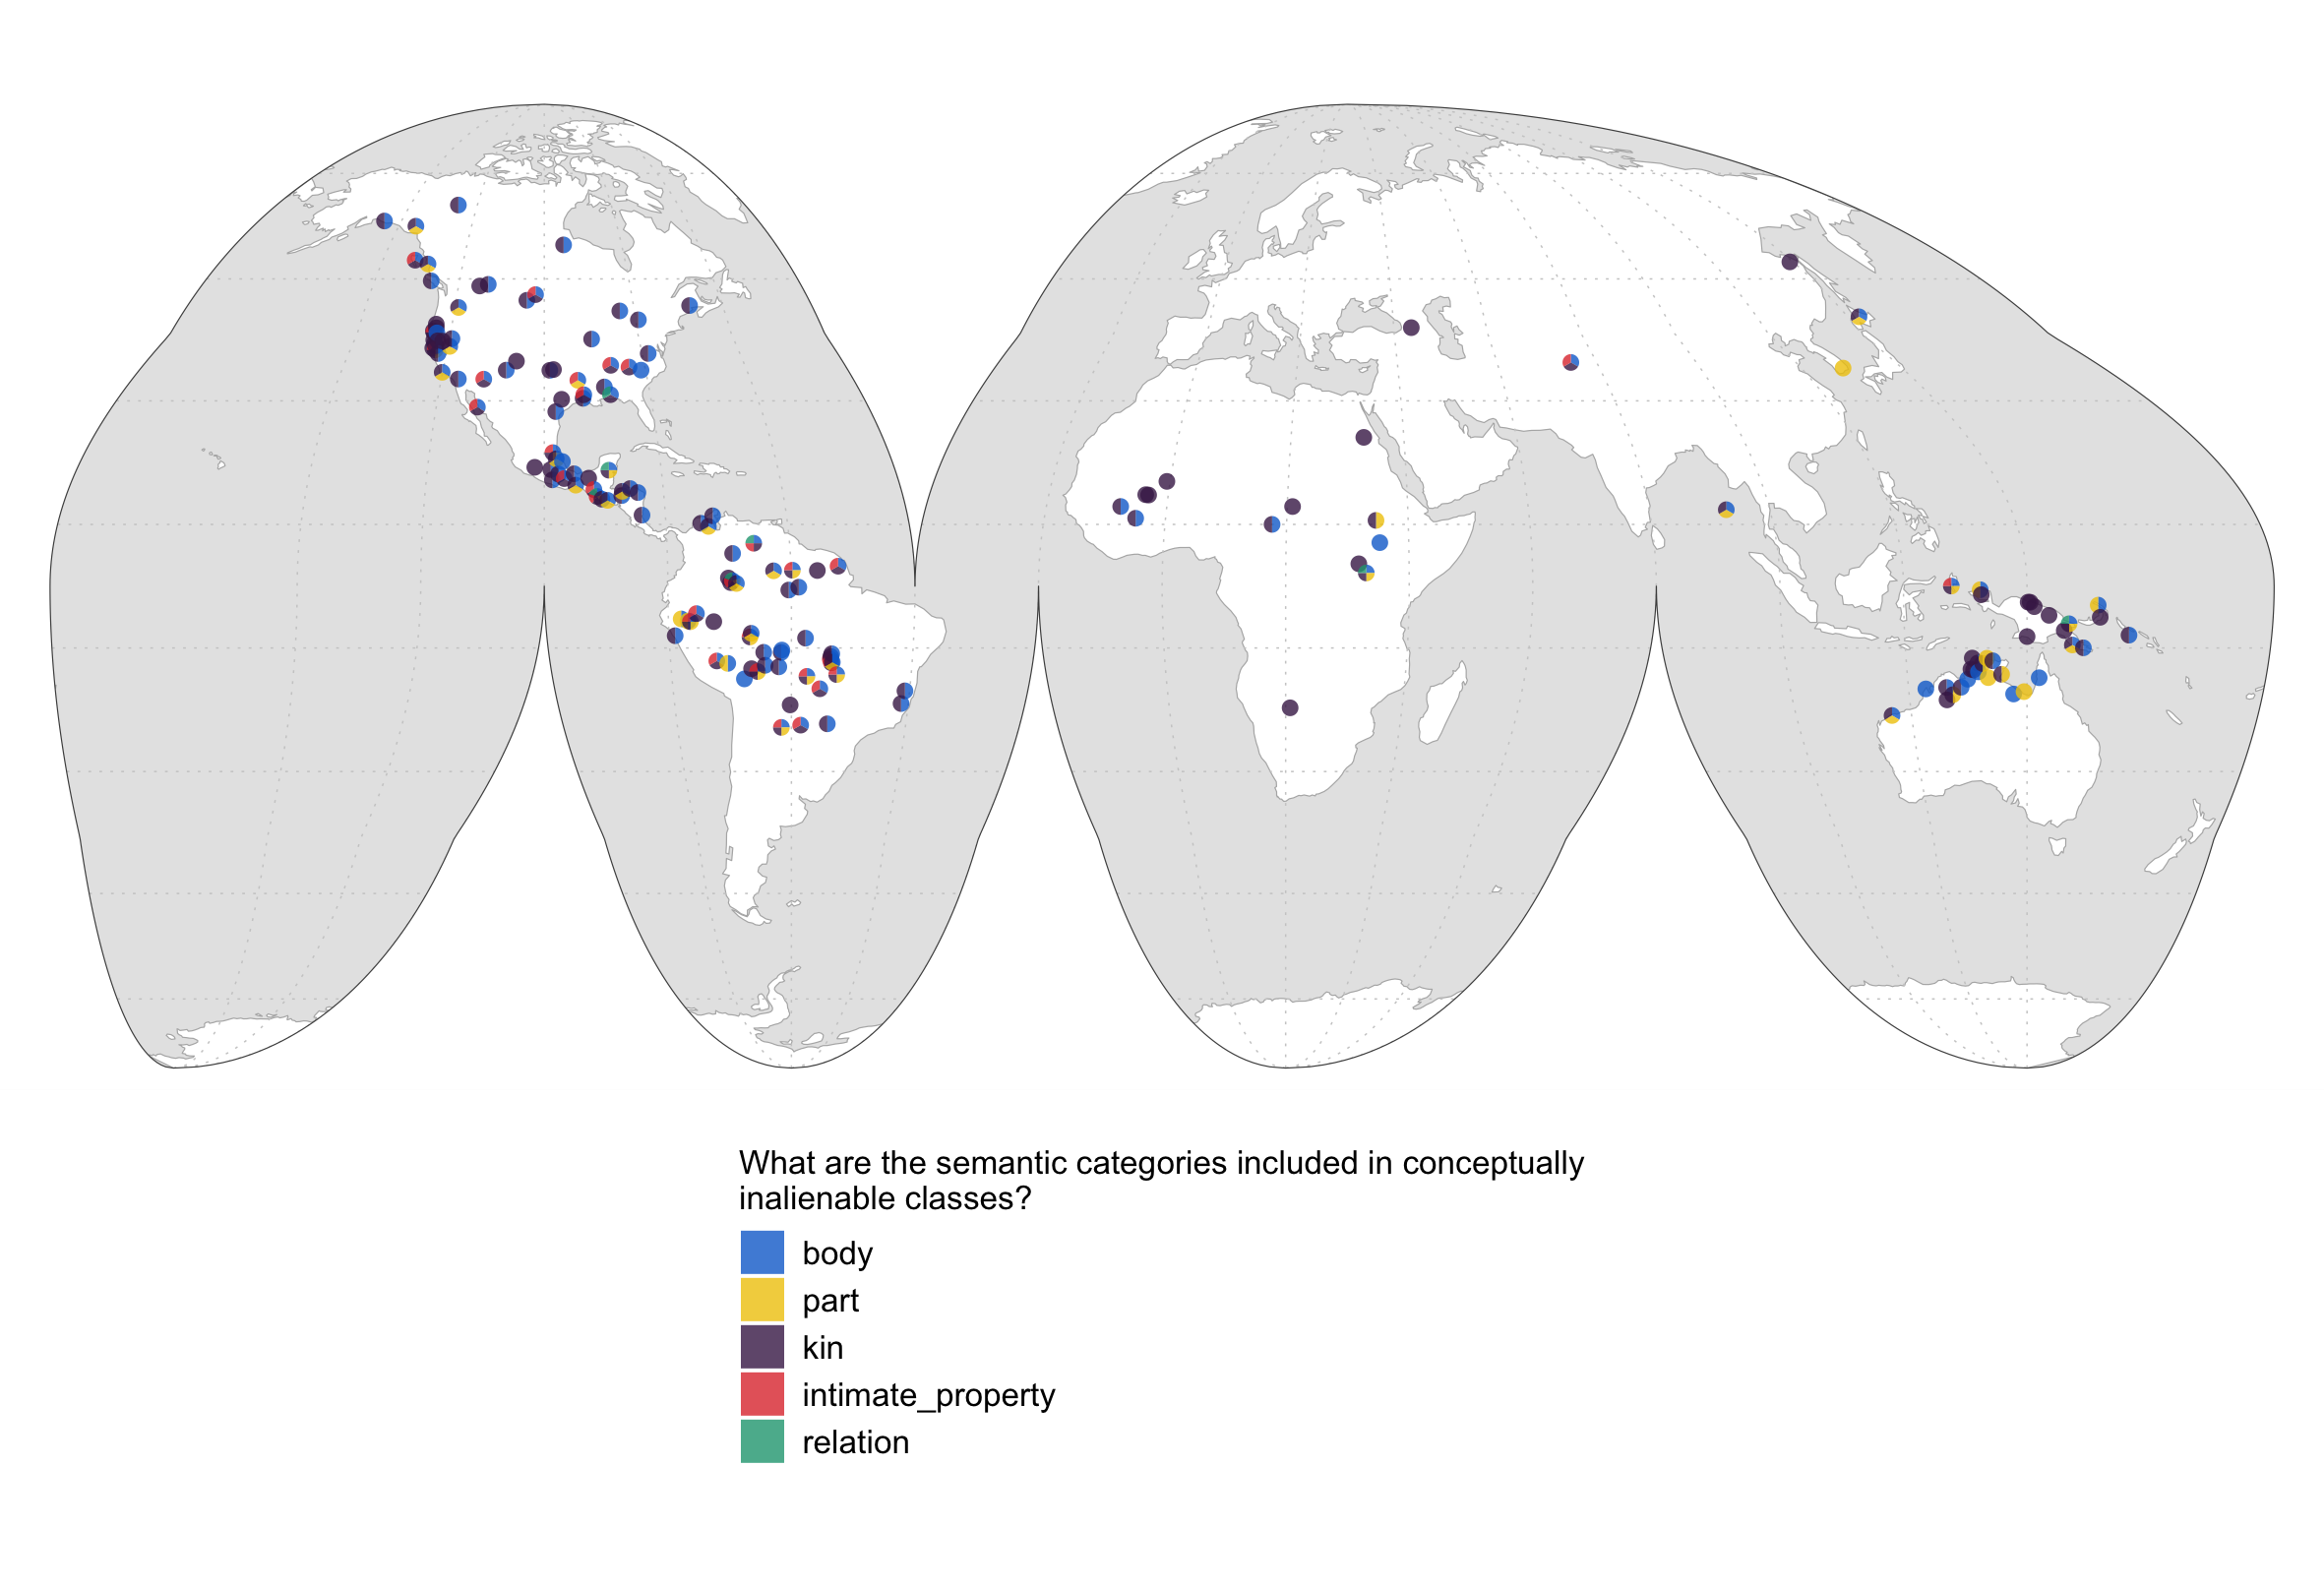 What are the semantic categories included in conceptually
inalienable classes?
body
part
kin
intimate_property
relation